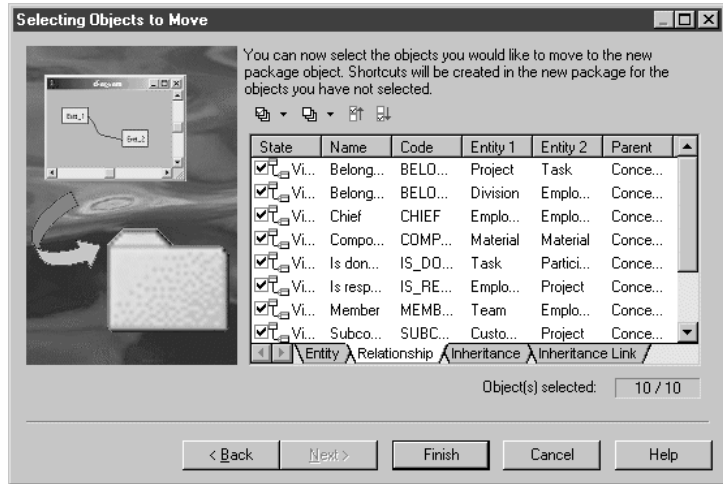 Selecting Objects to Move
You can now select the objects you would like to move to the new
package object. Shortcuts will be created in the new package for the
objects you have not selected.
diagram
Ent_1
Ent_2
State Name Code Entity 1 Entity 2 Parent
Vi... Belong... BELO... Project Task Conce...
Vi... Belong... BELO... Division Emplo... Conce...
Vi... Chief CHIEF Emplo... Emplo... Conce...
Vi... Compo... COMP... Material Material Conce...
Vi... Is don... IS_DO... Task Partici... Conce...
Vi... Is resp... IS_RE... Emplo... Project Conce...
Vi... Member MEMB... Team Emplo... Conce...
Vi... Subco... SUBC... Custo... Project Conce...
Entity Relationship Inheritance Inheritance Link
Object(s) selected: 10 / 10
< Back Next > Finish Cancel Help